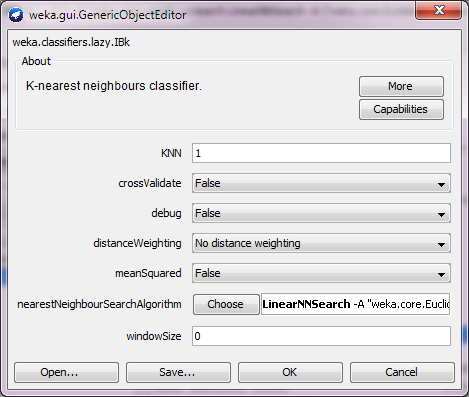 weka.gui.GenericObjectEditor
weka.classifiers.lazy.IBk
About
K-nearest neighbours classifier.
More
Capabilities
KNN 1
crossValidate False
debug False
distanceWeighting No distance weighting
meanSquared False
nearestNeighbourSearchAlgorithm Choose LinearNNSearch -A "weka.core.Euclid
windowSize 0
Open... Save... OK Cancel